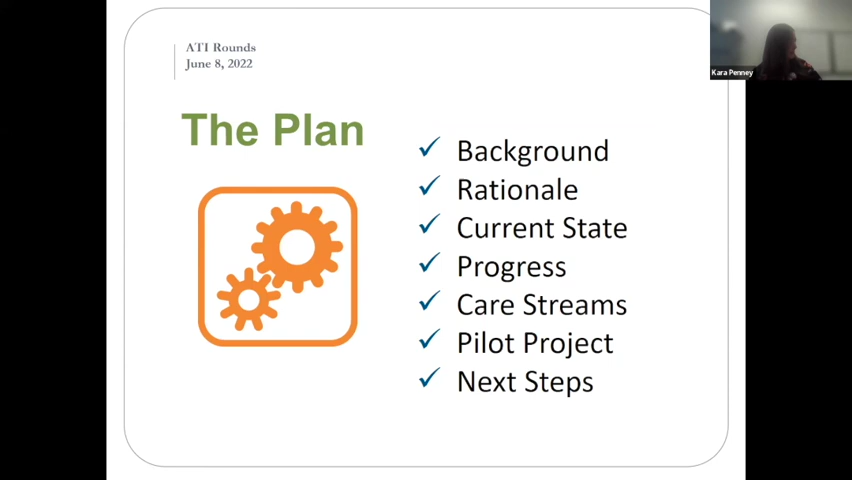 ATI Rounds
June 8, 2022
Kara Penney
The Plan
Background
Rationale
Current State
Progress
Care Streams
Pilot Project
Next Steps